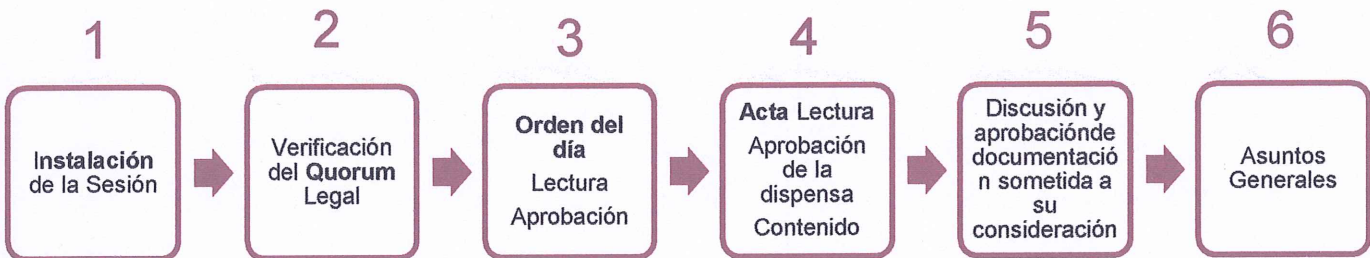 1
Instalación
de la Sesión
2
Verificación
del Quorum
Legal
3
Orden del
día
Lectura
Aprobación
4
Acta Lectura
Aprobación
de la
dispensa
Contenido
5
Discusión y
aprobaciónde
documentació
n sometida a
su
consideración
6
Asuntos
Generales